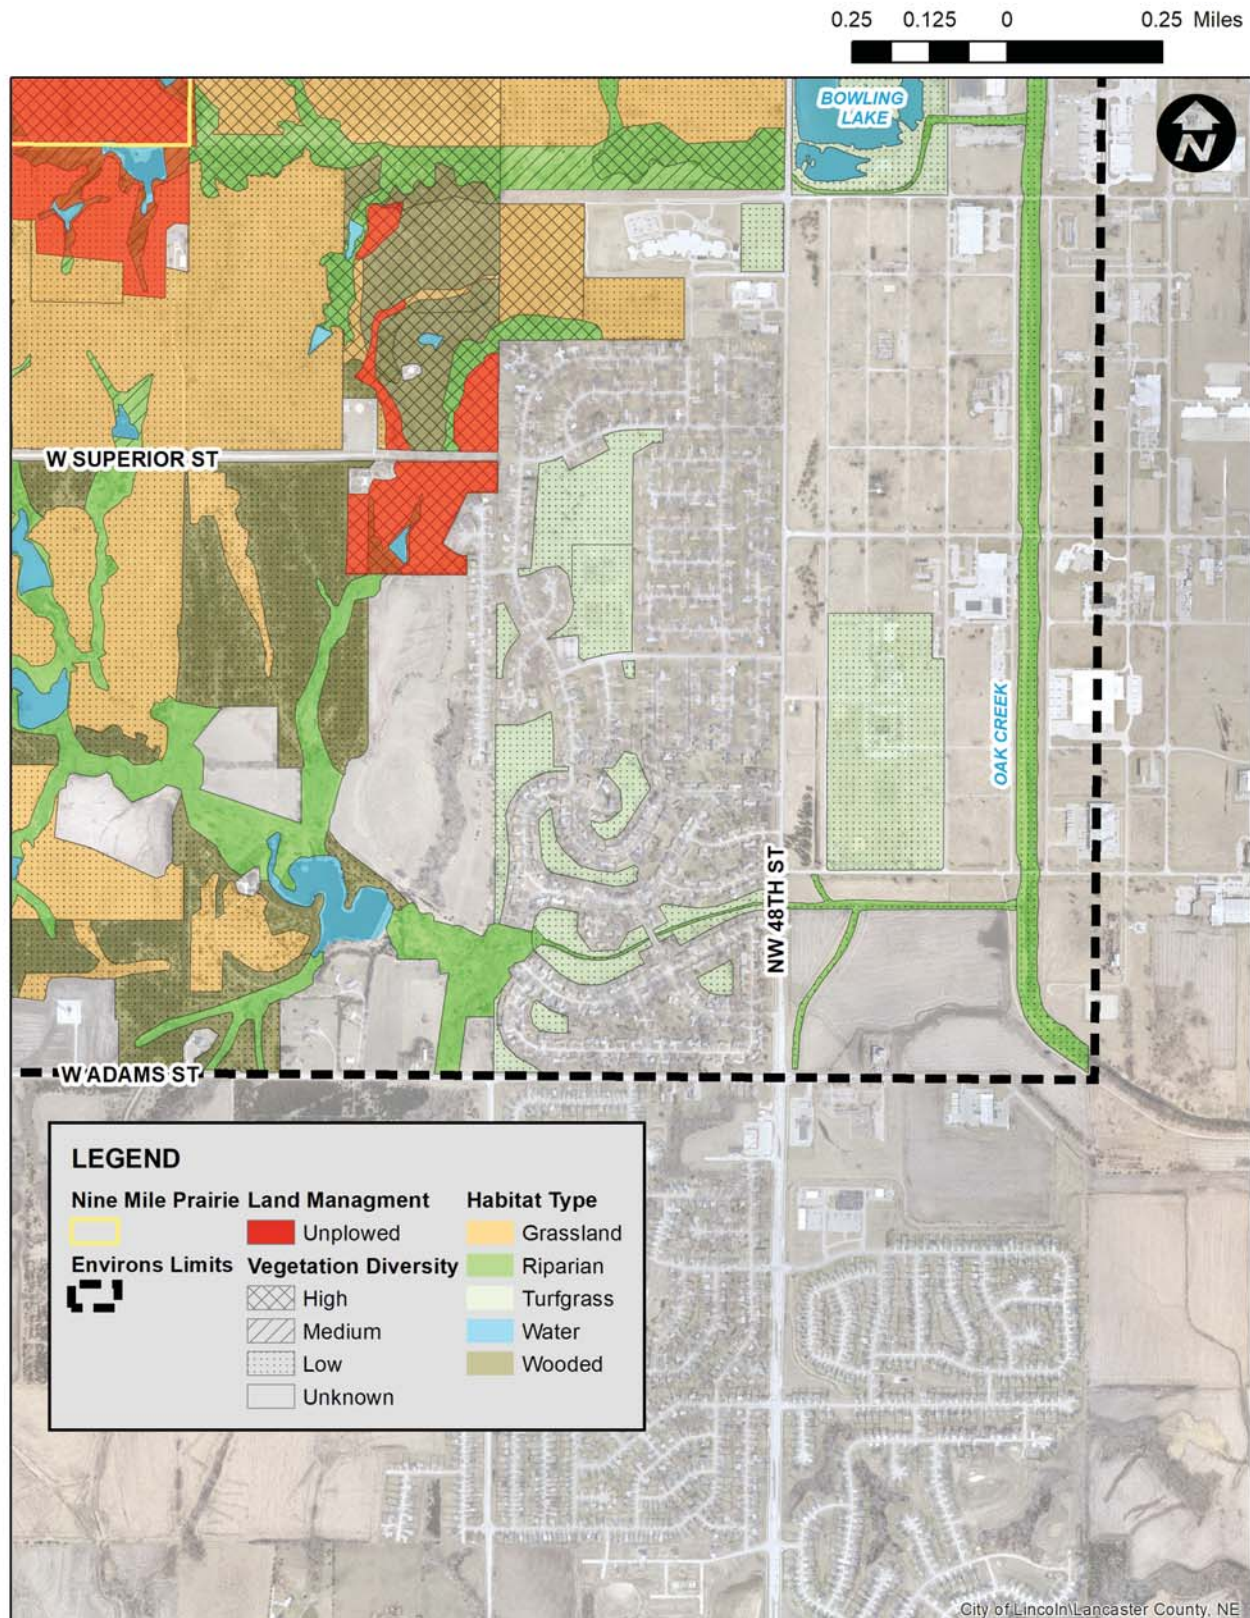 0.25 0.125 0 0.25 Miles
BOWLING
LAKE
N
W SUPERIOR ST
OAK CREEK
NW 48TH ST
W ADAMS ST
LEGEND
Nine Mile Prairie
Environs Limits
Land Managment
Unplowed
Vegetation Diversity
High
Medium
Low
Unknown
Habitat Type
Grassland
Riparian
Turfgrass
Water
Wooded
City of Lincoln\Lancaster County, NE